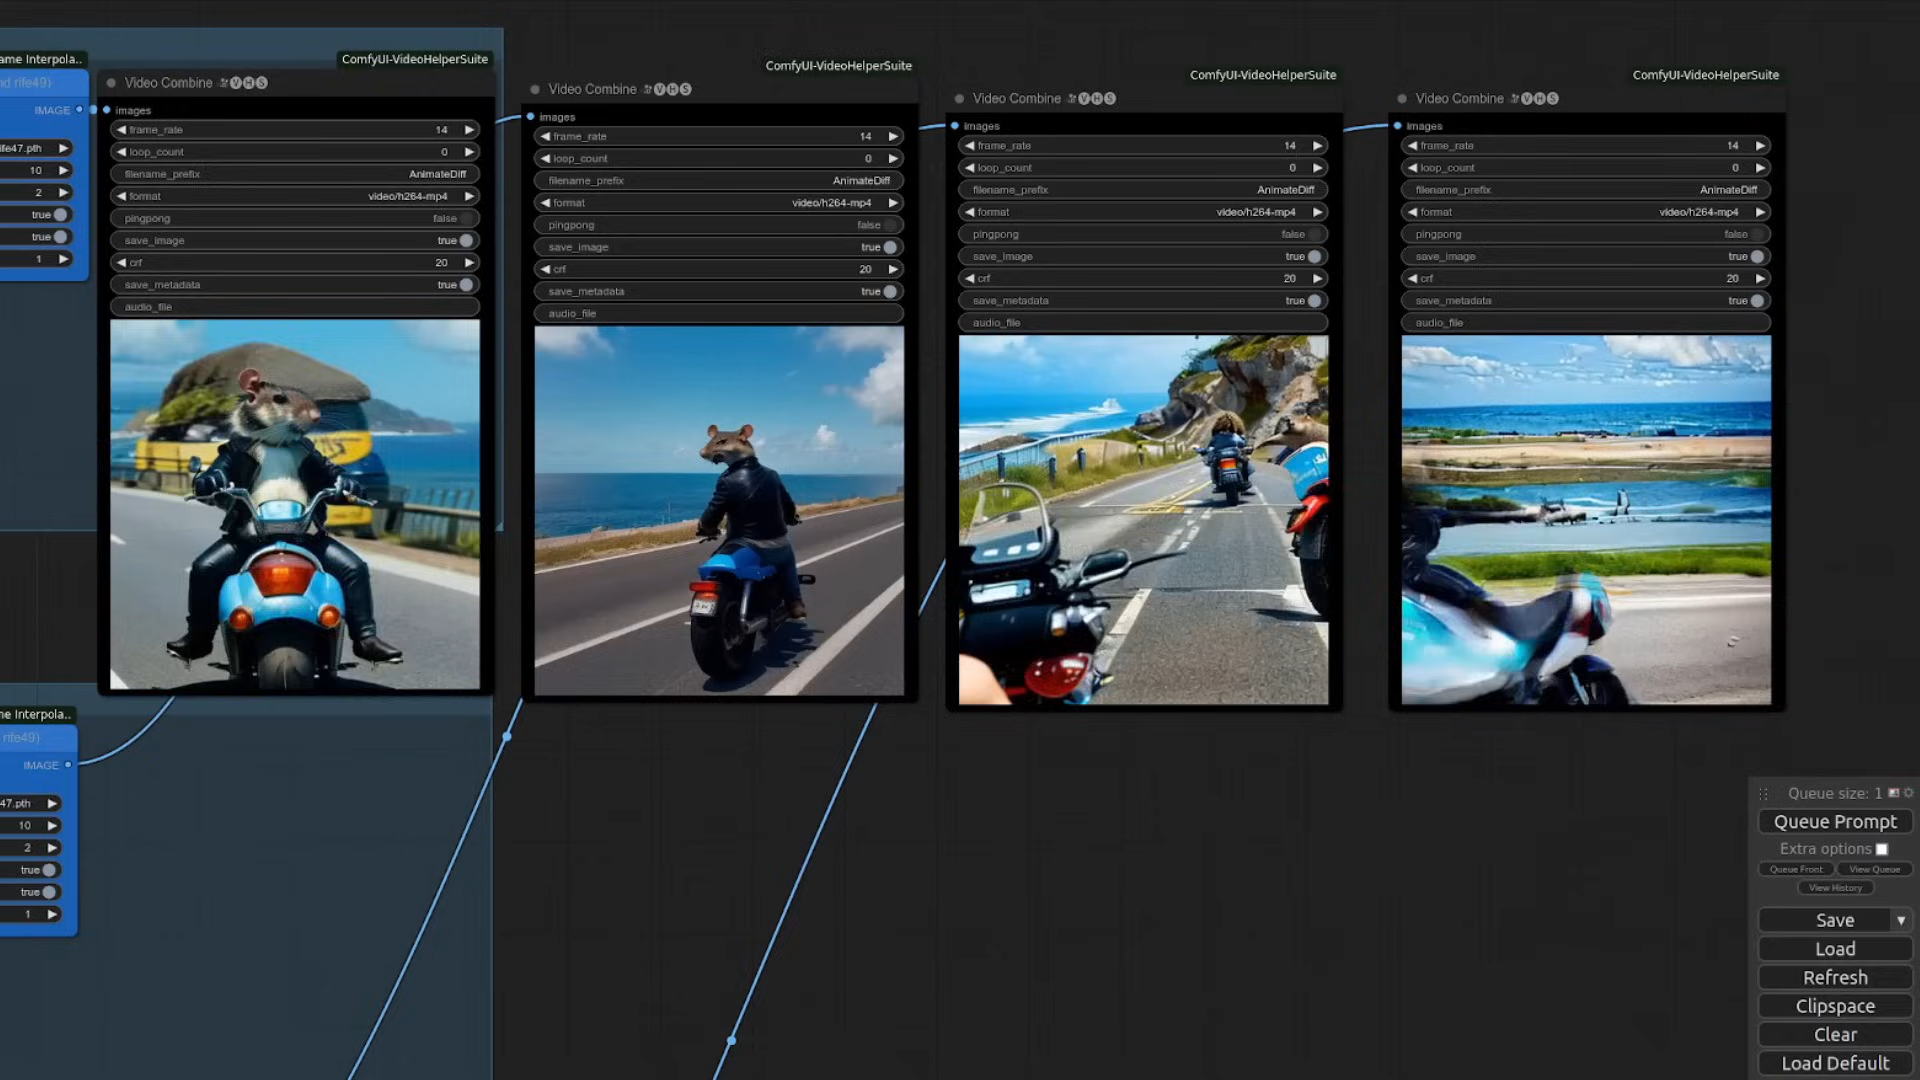 ame Interpola..
nd rife49)
IMAGE
ife47.pth
10
2
true
true
1
ComfyUI-VideoHelperSuite
Video Combine VHS
images
frame_rate 14
loop_count 0
filename_prefix AnimateDiff
format video/h264-mp4
pingpong false
save_image true
crf 20
save_metadata true
audio_file
ComfyUI-VideoHelperSuite
Video Combine VHS
images
frame_rate 14
loop_count 0
filename_prefix AnimateDiff
format video/h264-mp4
pingpong false
save_image true
crf 20
save_metadata true
audio_file
ComfyUI-VideoHelperSuite
Video Combine VHS
images
frame_rate 14
loop_count 0
filename_prefix AnimateDiff
format video/h264-mp4
pingpong false
save_image true
crf 20
save_metadata true
audio_file
ComfyUI-VideoHelperSuite
Video Combine VHS
images
frame_rate 14
loop_count 0
filename_prefix AnimateDiff
format video/h264-mp4
pingpong false
save_image true
crf 20
save_metadata true
audio_file
ne Interpola..
rife49)
IMAGE
47.pth
10
2
true
true
1
Queue size: 1
Queue Prompt
Extra options
Queue Front View Queue
View History
Save
Load
Refresh
Clipspace
Clear
Load Default